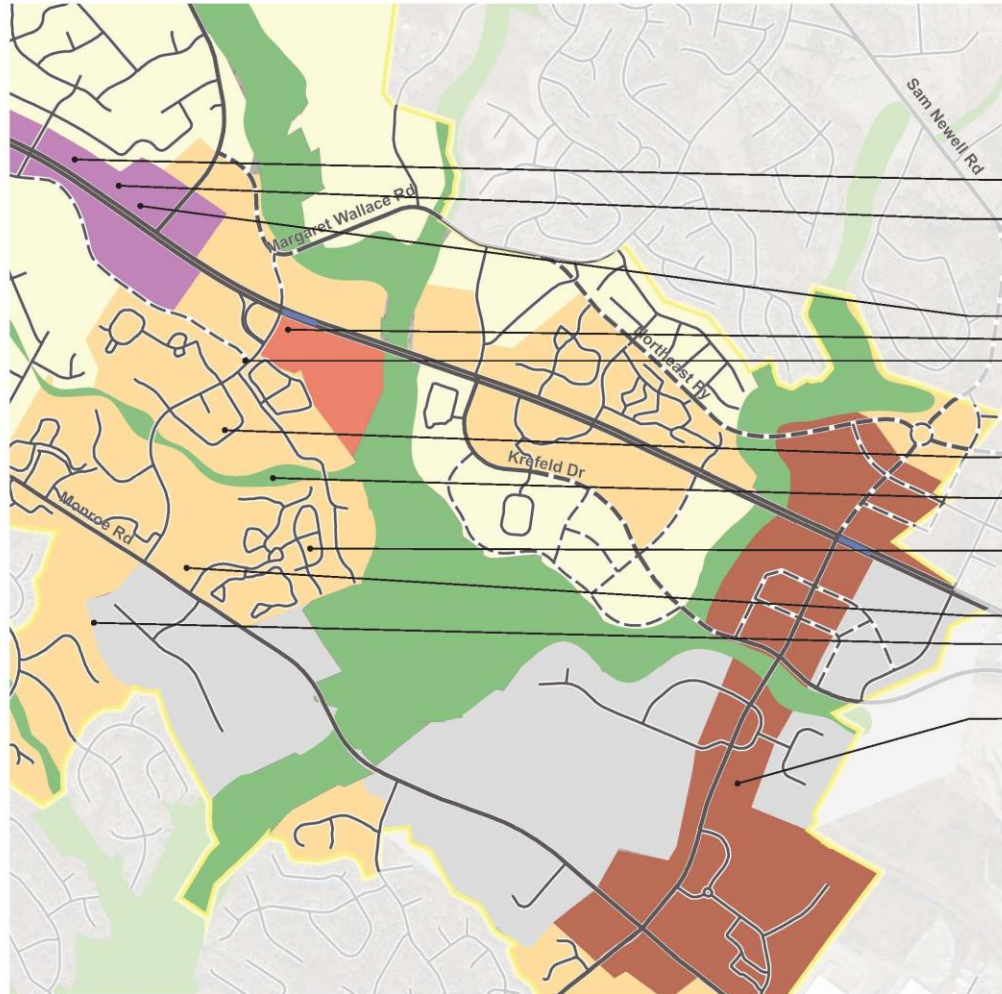 Sam Newell Rd
Margaret Wallace Rd
Northeast Py
Krefeld Dr
Monroe Rd